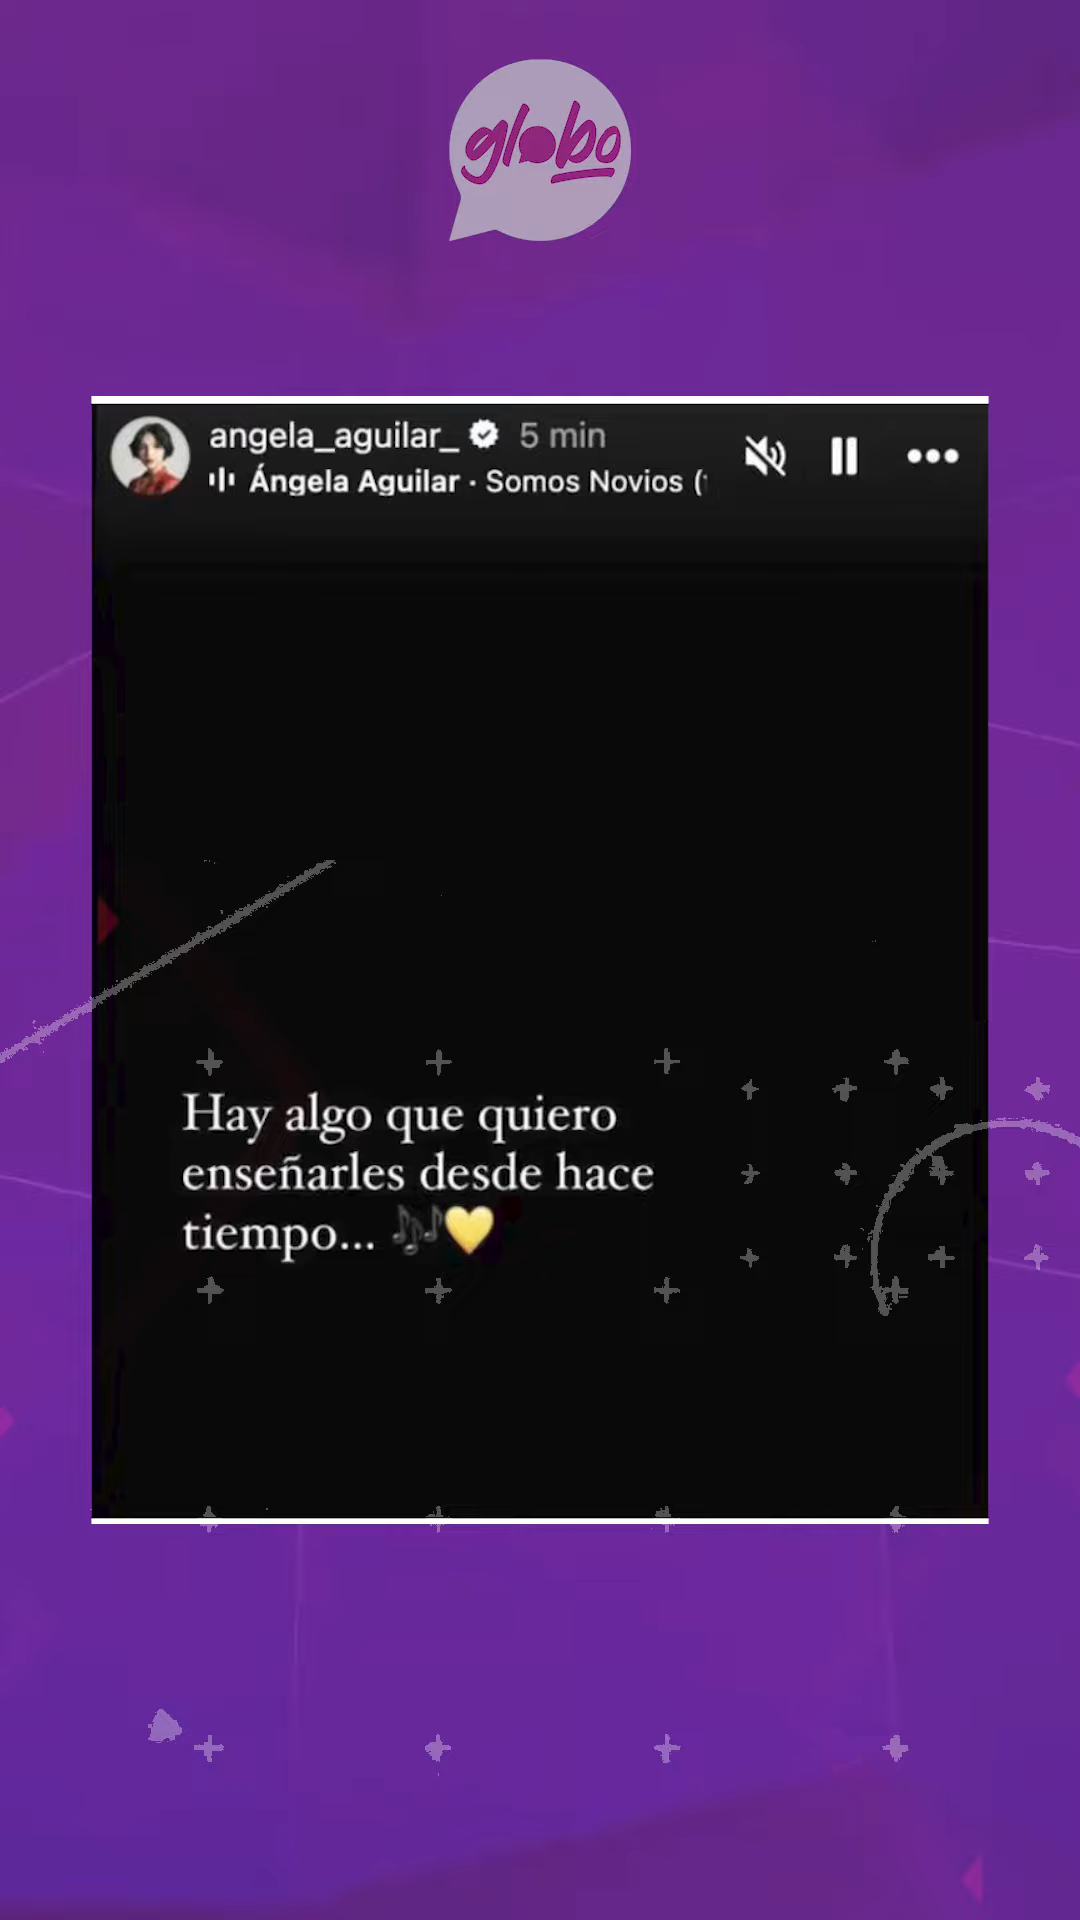 globo
angela_aguilar_ 5 min
Ángela Aguilar · Somos Novios (
Hay algo que quiero
enseñarles desde hace
tiempo... 🎶💛